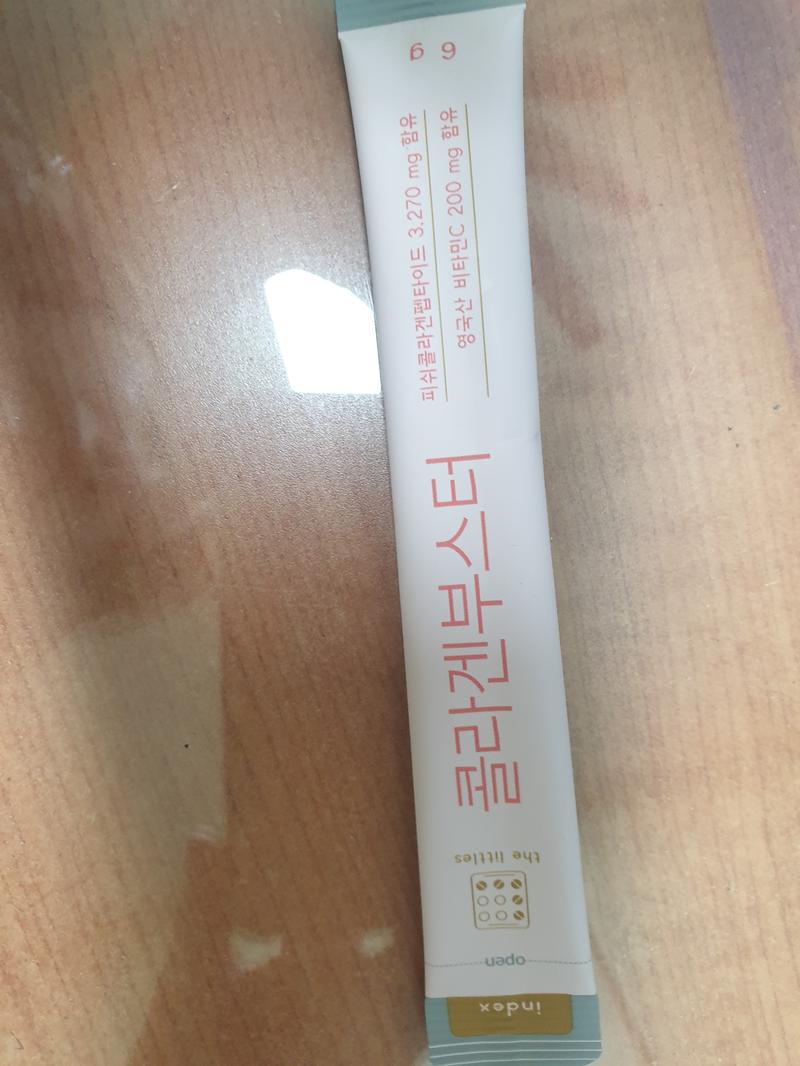 index
open
the littles
콜라겐부스터
피쉬콜라겐펩타이드 3,270 mg 함유
영국산 비타민C 200 mg 함유
6 g